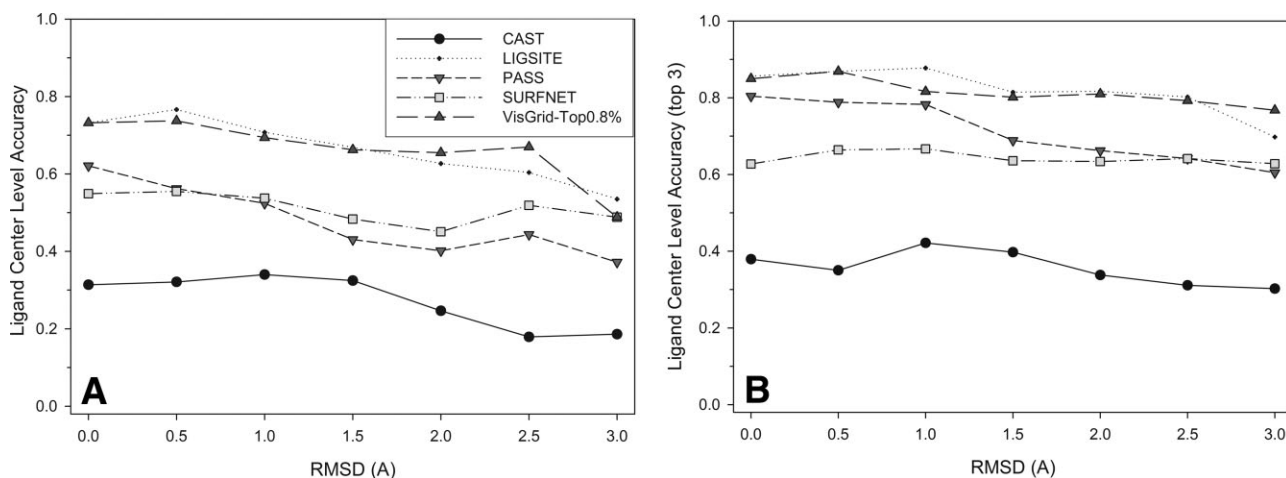 Ligand Center Level Accuracy
1.0
0.8
0.6
0.4
0.2
0.0
CAST
LIGSITE
PASS
SURFNET
VisGrid-Top0.8%
A
0.0 0.5 1.0 1.5 2.0 2.5 3.0
RMSD (A)
Ligand Center Level Accuracy (top 3)
1.0
0.8
0.6
0.4
0.2
0.0
B
0.0 0.5 1.0 1.5 2.0 2.5 3.0
RMSD (A)